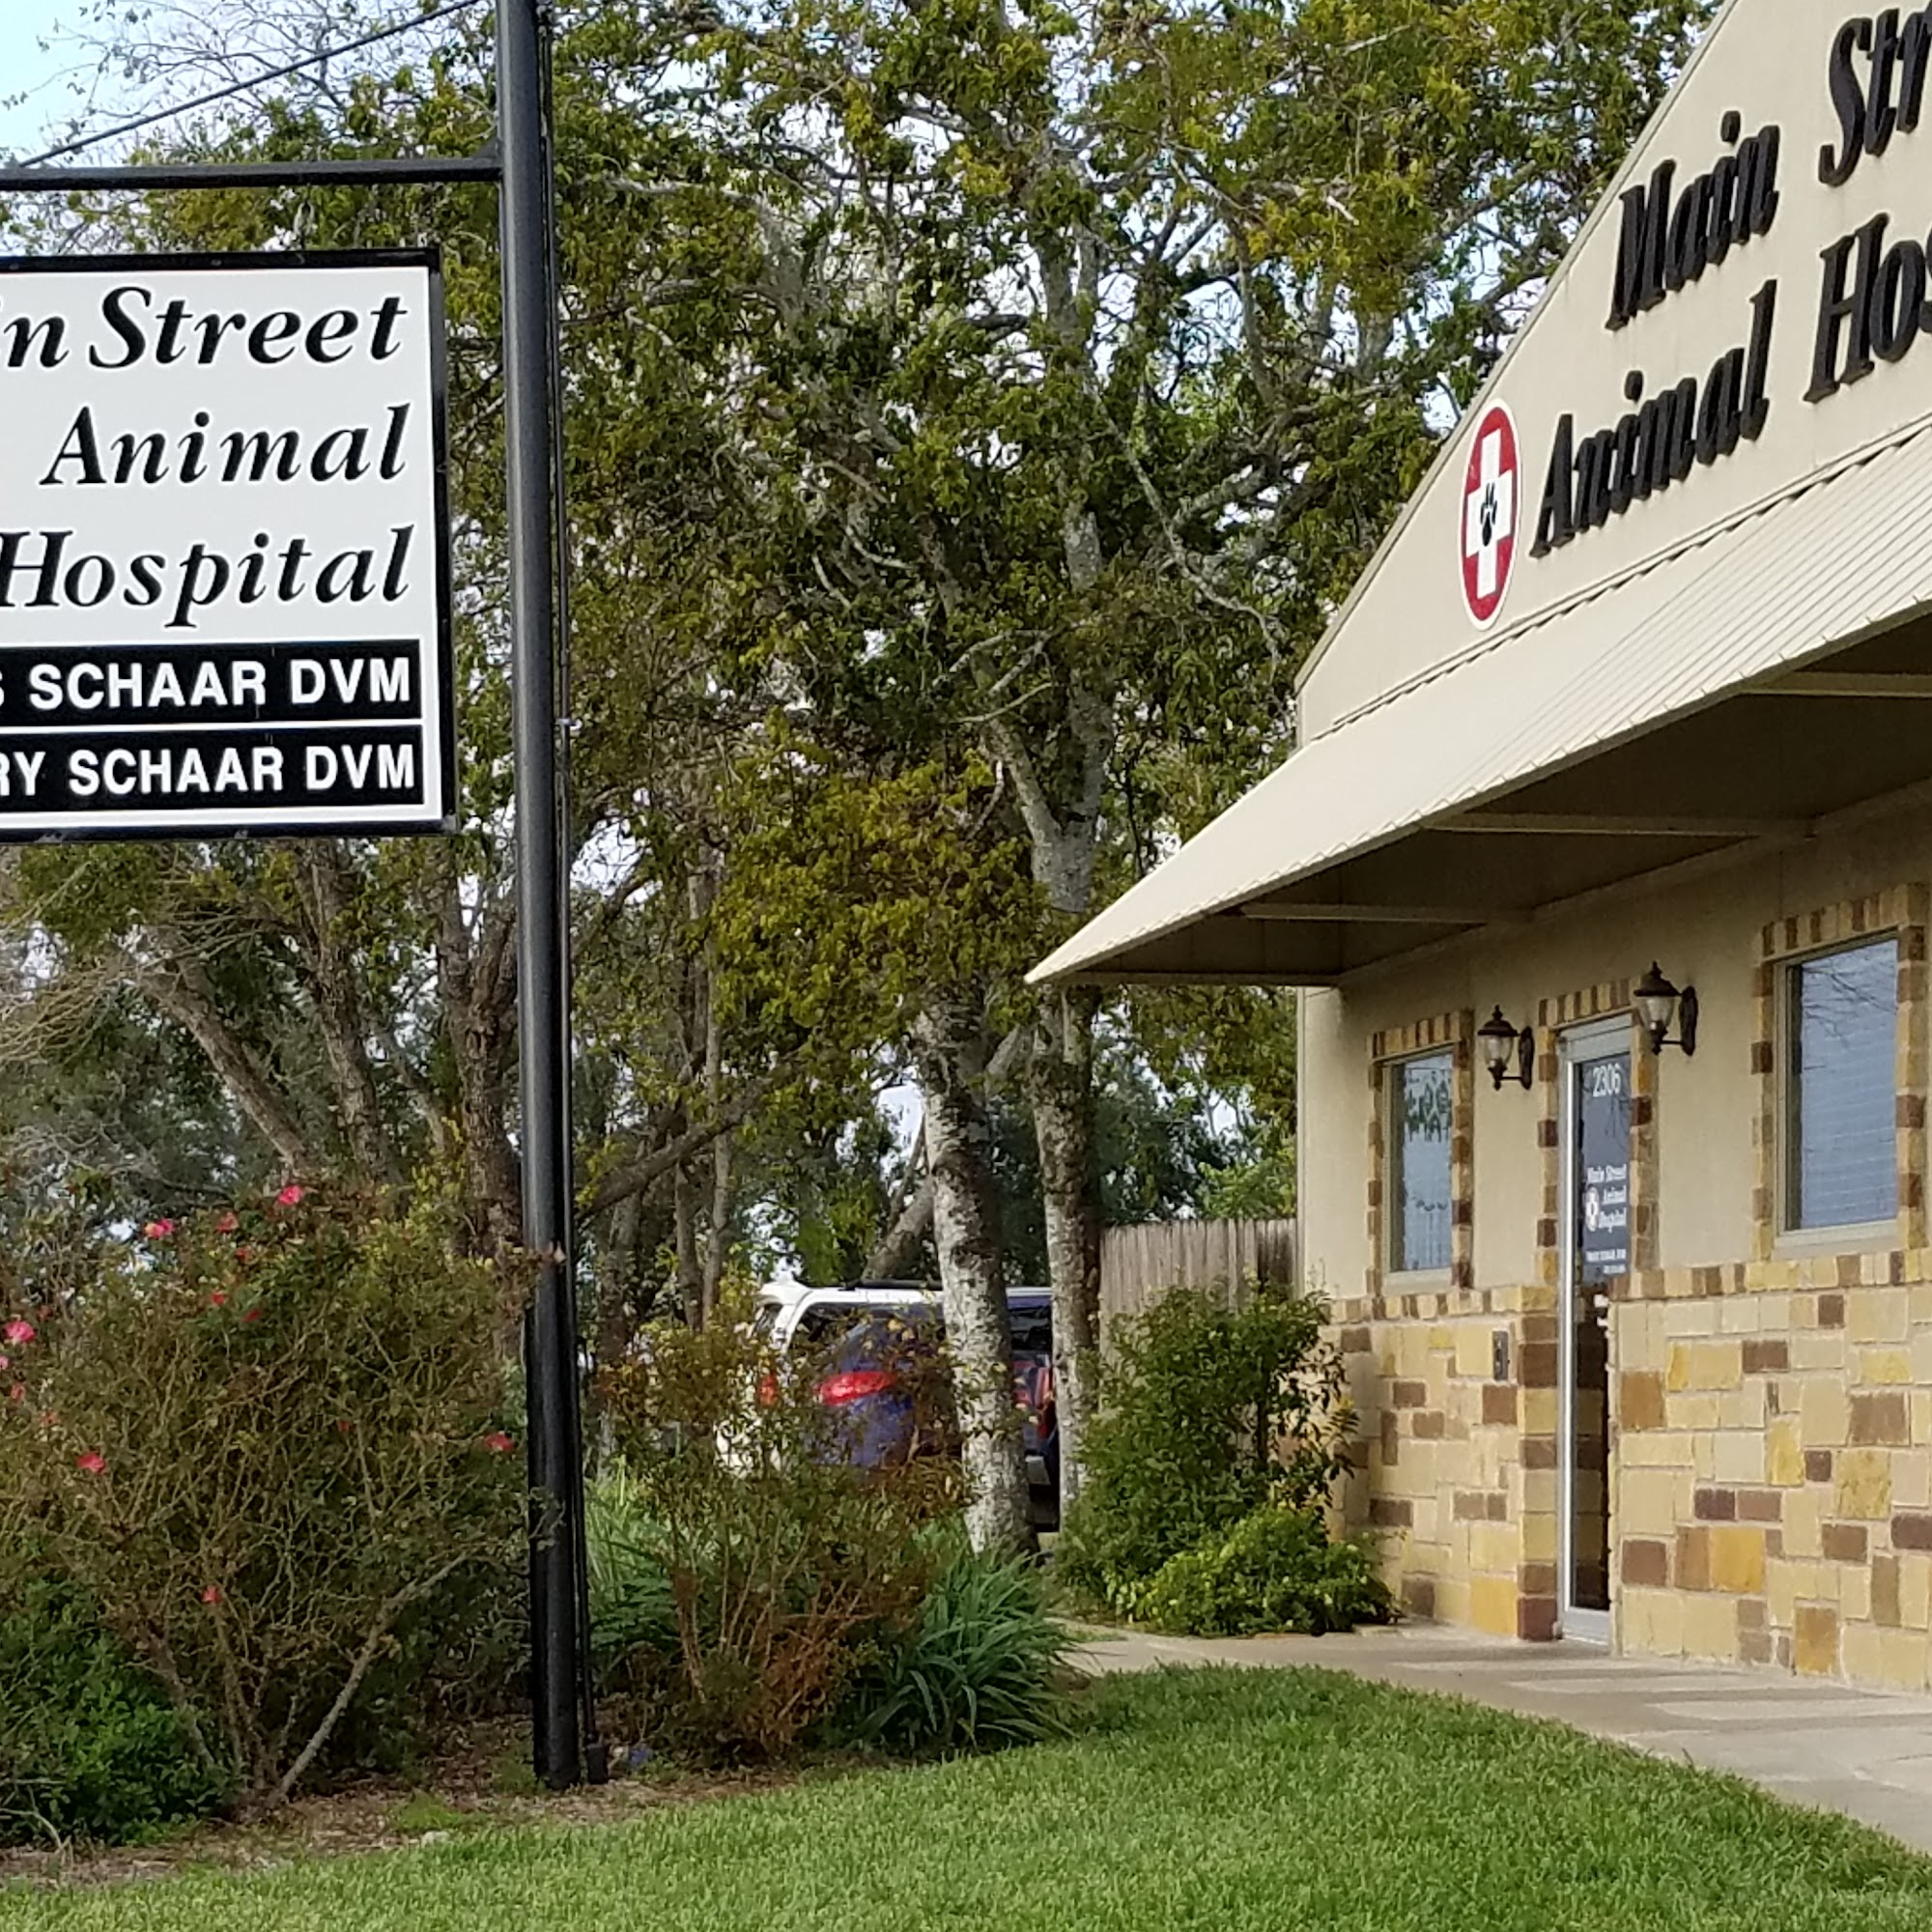 n Street
Animal
Hospital
S SCHAAR DVM
RY SCHAAR DVM
Main Str
Animal Hos
2306
Main Street
Animal
Hospital